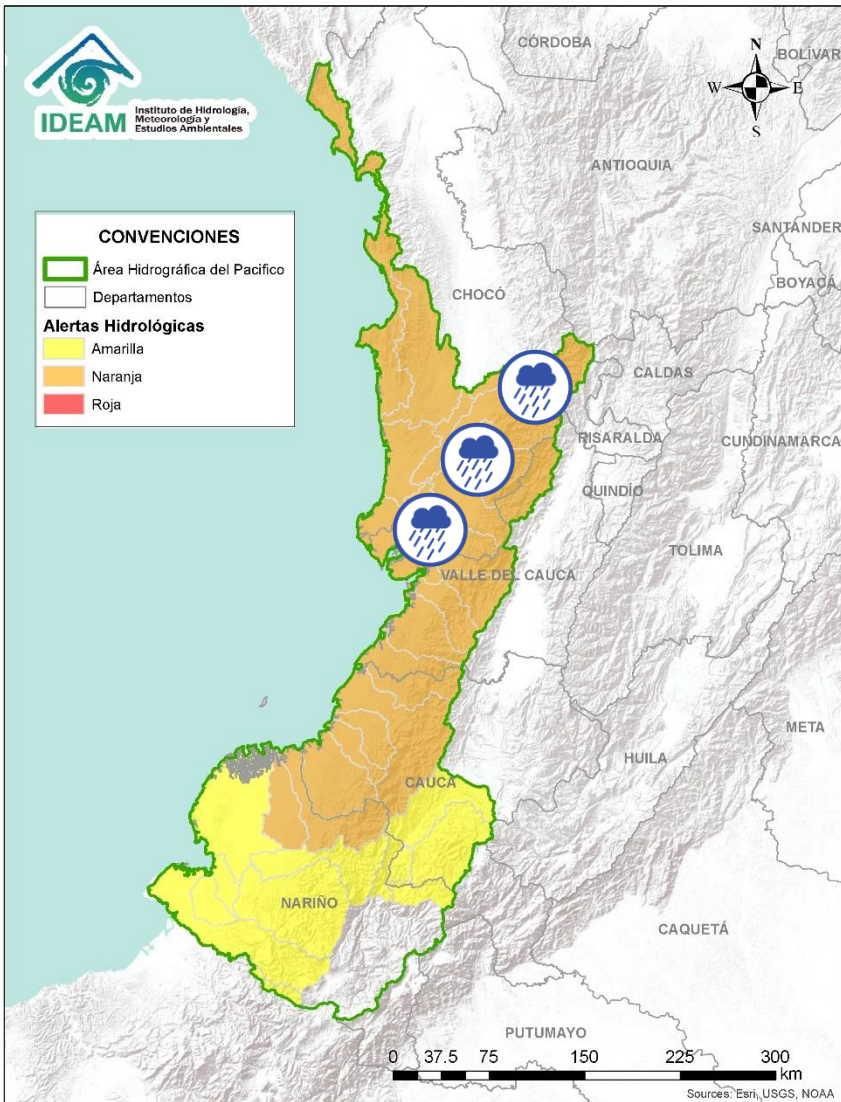 IDEAM
Instituto de Hidrología,
Meteorología y
Estudios Ambientales
CÓRDOBA
BOLÍVAR
N
W
E
S
ANTIOQUIA
SANTANDER
BOYACÁ
CONVENCIONES
Área Hidrográfica del Pacifico
Departamentos
Alertas Hidrológicas
Amarilla
Naranja
Roja
CHOCÓ
CALDAS
RISARALDA
CUNDINAMARCA
QUINDÍO
TOLIMA
VALLE DEL CAUCA
META
HUILA
CAUCA
NARIÑO
CAQUETÁ
PUTUMAYO
0 37.5 75 150 225 300
km
Sources: Esri, USGS, NOAA